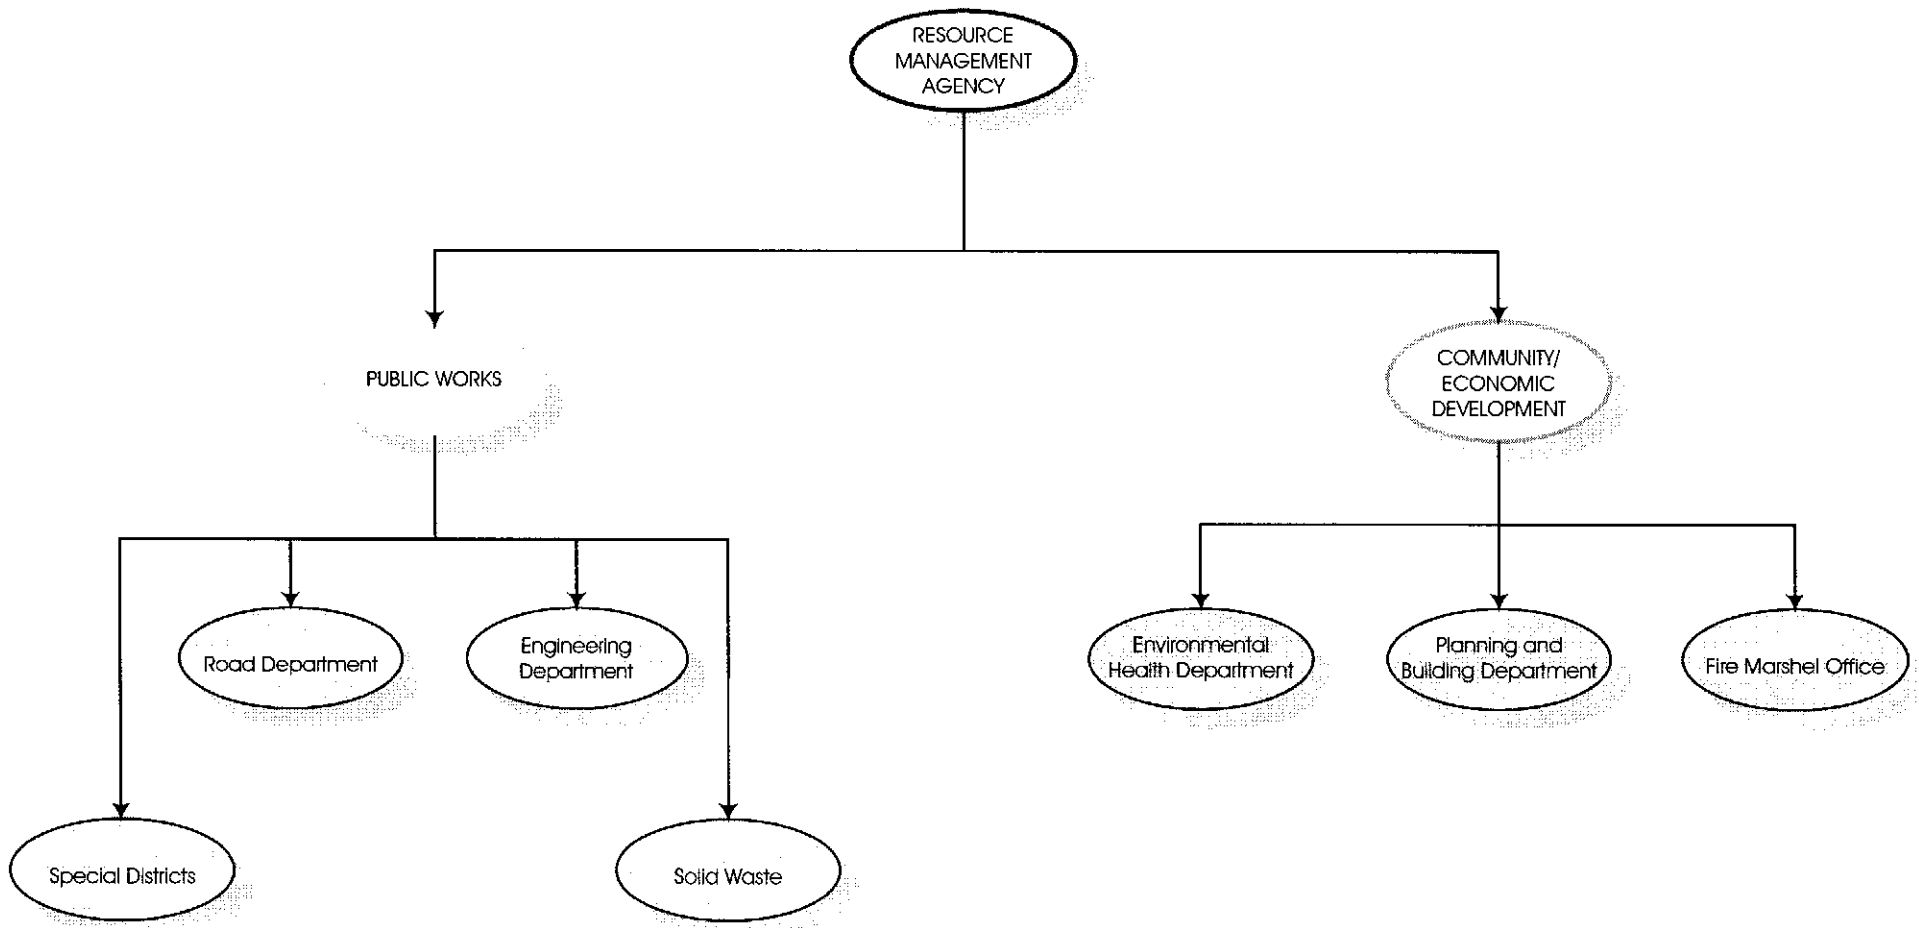 RESOURCE
MANAGEMENT
AGENCY
PUBLIC WORKS
COMMUNITY/
ECONOMIC
DEVELOPMENT
Road Department
Engineering
Department
Environmental
Health Department
Planning and
Building Department
Fire Marshel Office
Special Districts
Solid Waste